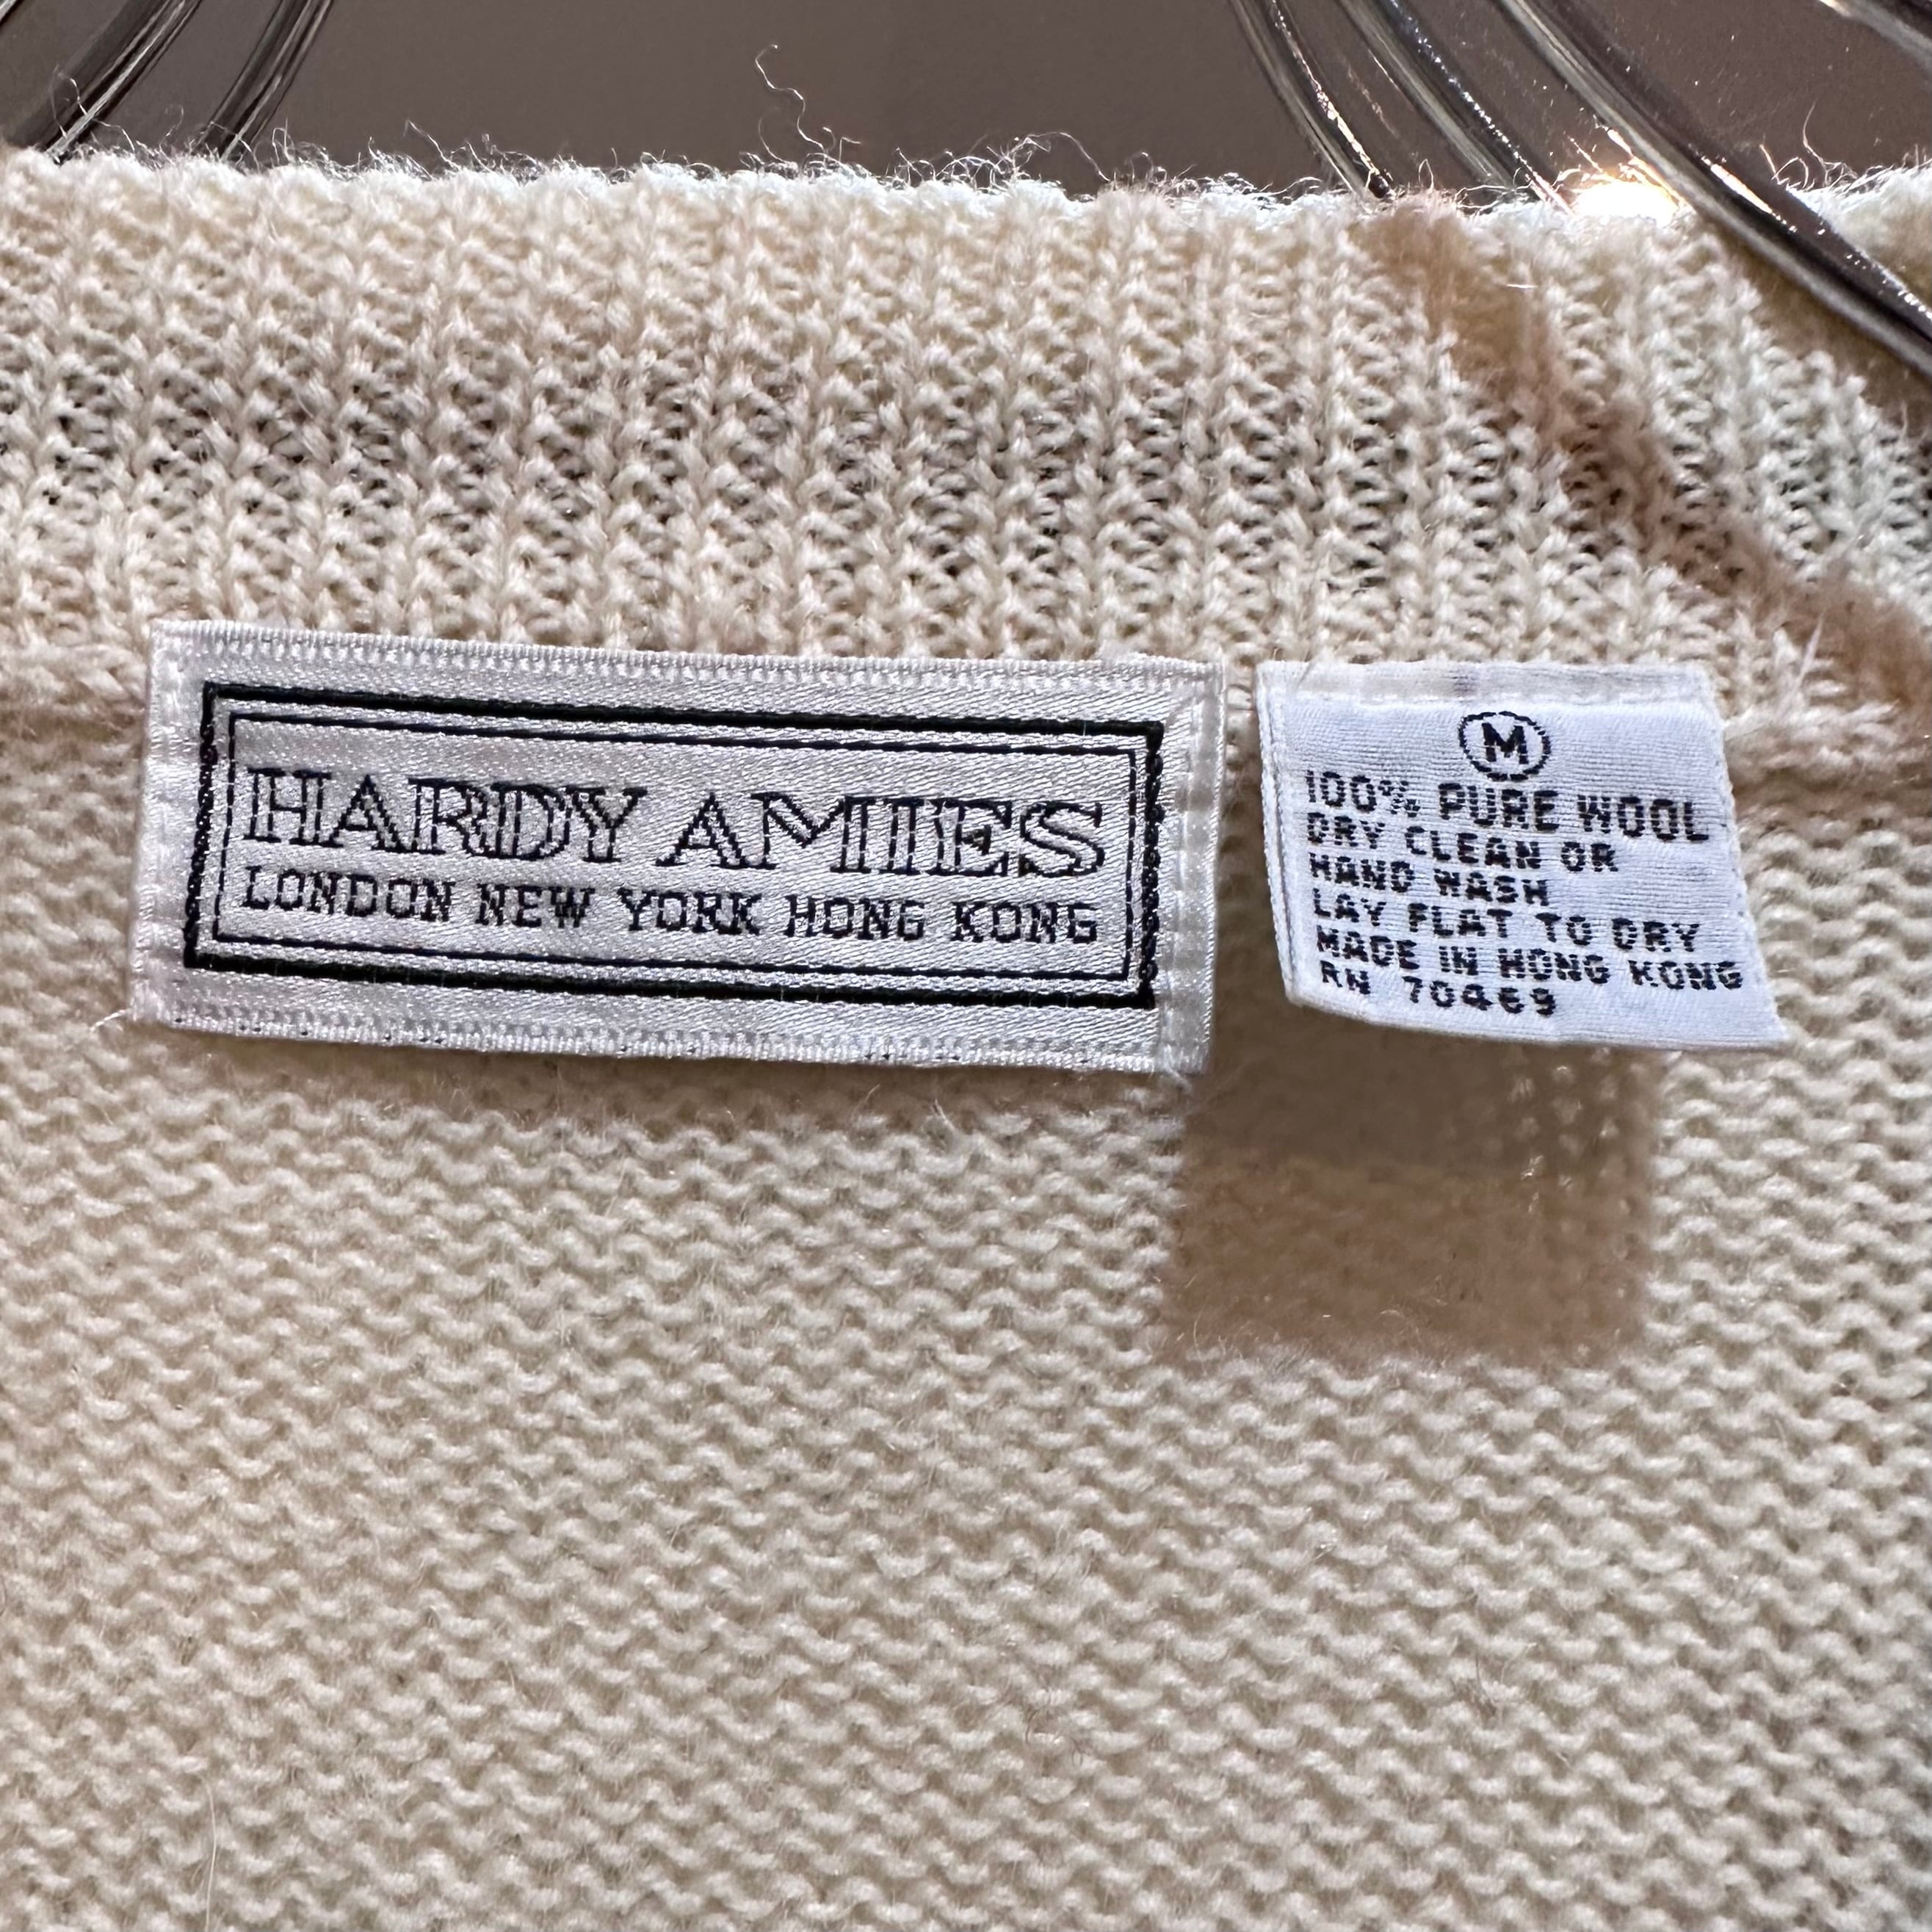 HARDY AMIES
LONDON NEW YORK HONG KONG
M
100% PURE WOOL
DRY CLEAN OR
HAND WASH
LAY FLAT TO DRY
MADE IN HONG KONG
RN 70469